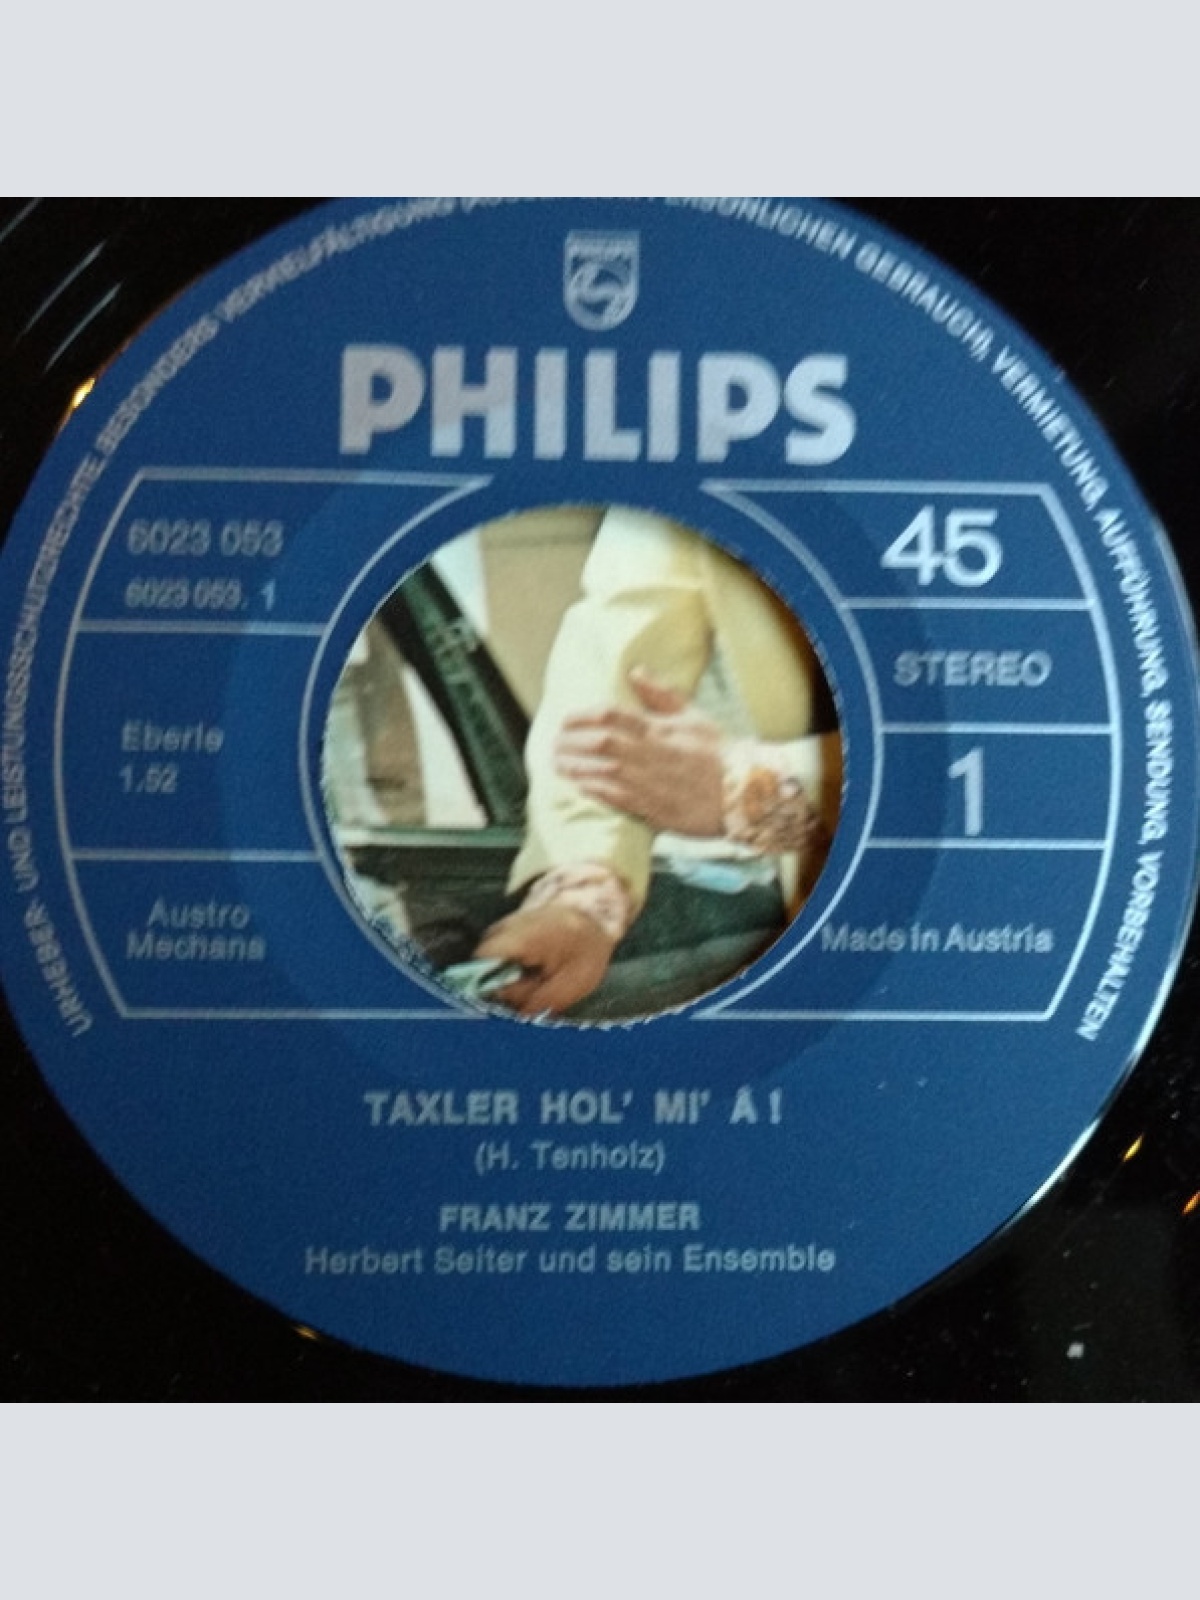 URHEBER- UND LEISTUNGSSCHUTZRECHTE, BESONDERS VERVIELFÄLTIGUNG PERSÖNLICHEN GEBRAUCH), VERMIETUNG, AUFFÜHRUNG, SENDUNG, VORBEHALTEN
PHILIPS
PHILIPS
6023 053
6023 053. 1
45
STEREO
Eberle
1.52
1
Austro
Mechana
Made in Austria
TAXLER HOL' MI' Å !
(H. Tenholz)
FRANZ ZIMMER
Herbert Seiter und sein Ensemble